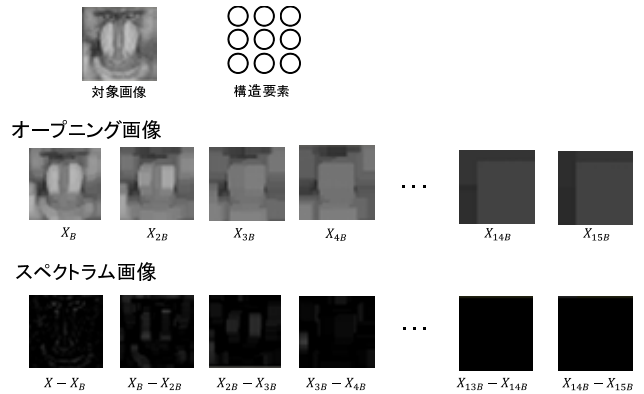 対象画像
構造要素
オープニング画像
X_B X_{2B} X_{3B} X_{4B} ・・・ X_{14B} X_{15B}
スペクトラム画像
X − X_B X_B − X_{2B} X_{2B} − X_{3B} X_{3B} − X_{4B} ・・・ X_{13B} − X_{14B} X_{14B} − X_{15B}